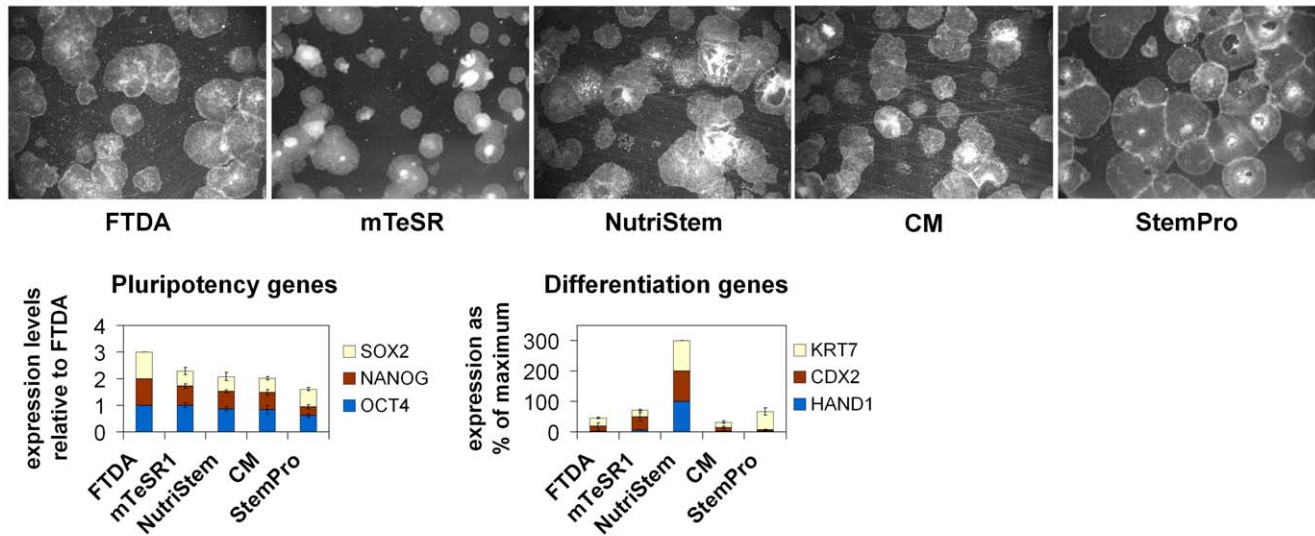 FTDA
mTeSR
NutriStem
CM
StemPro
Pluripotency genes
expression levels
relative to FTDA
4
3
2
1
0
SOX2
NANOG
OCT4
FTDA
mTeSR1
NutriStem
CM
StemPro
Differentiation genes
expression as
% of maximum
300
200
100
0
KRT7
CDX2
HAND1
FTDA
mTeSR1
NutriStem
CM
StemPro